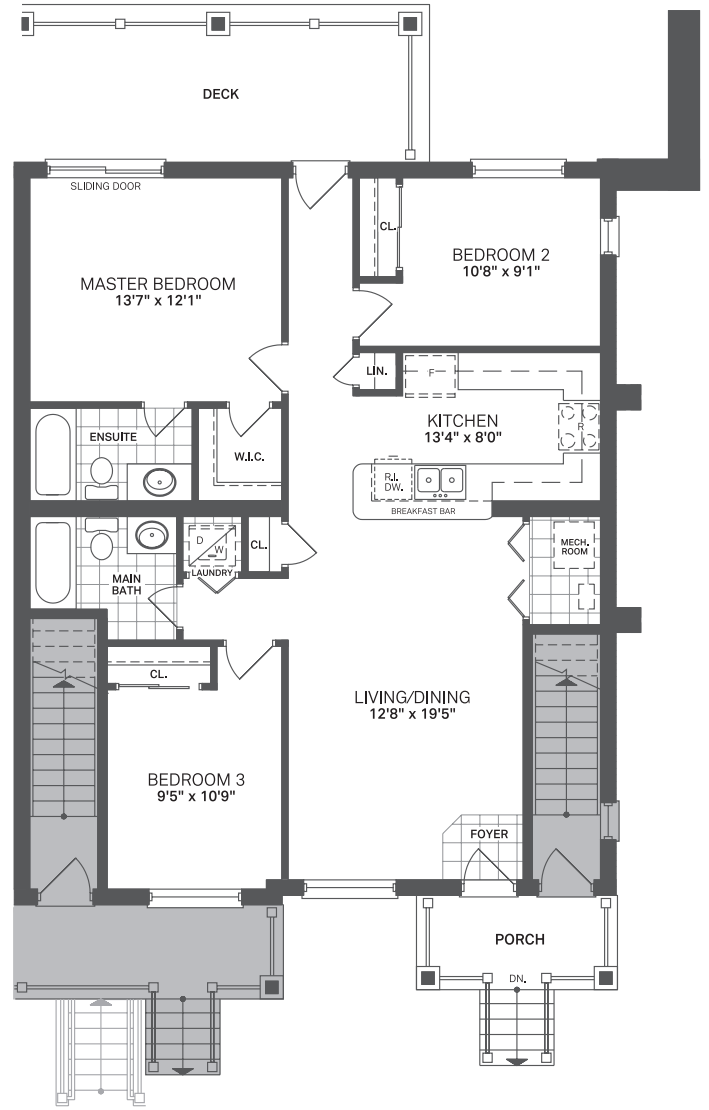 DECK
SLIDING DOOR
CL.
BEDROOM 2
10'8" x 9'1"
MASTER BEDROOM
13'7" x 12'1"
LIN.
F
KITCHEN
13'4" x 8'0"
R
ENSUITE
W.I.C.
R.I.
DW.
BREAKFAST BAR
D
W
CL.
MECH.
ROOM
LAUNDRY
MAIN
BATH
CL.
LIVING/DINING
12'8" x 19'5"
BEDROOM 3
9'5" x 10'9"
FOYER
PORCH
DN.